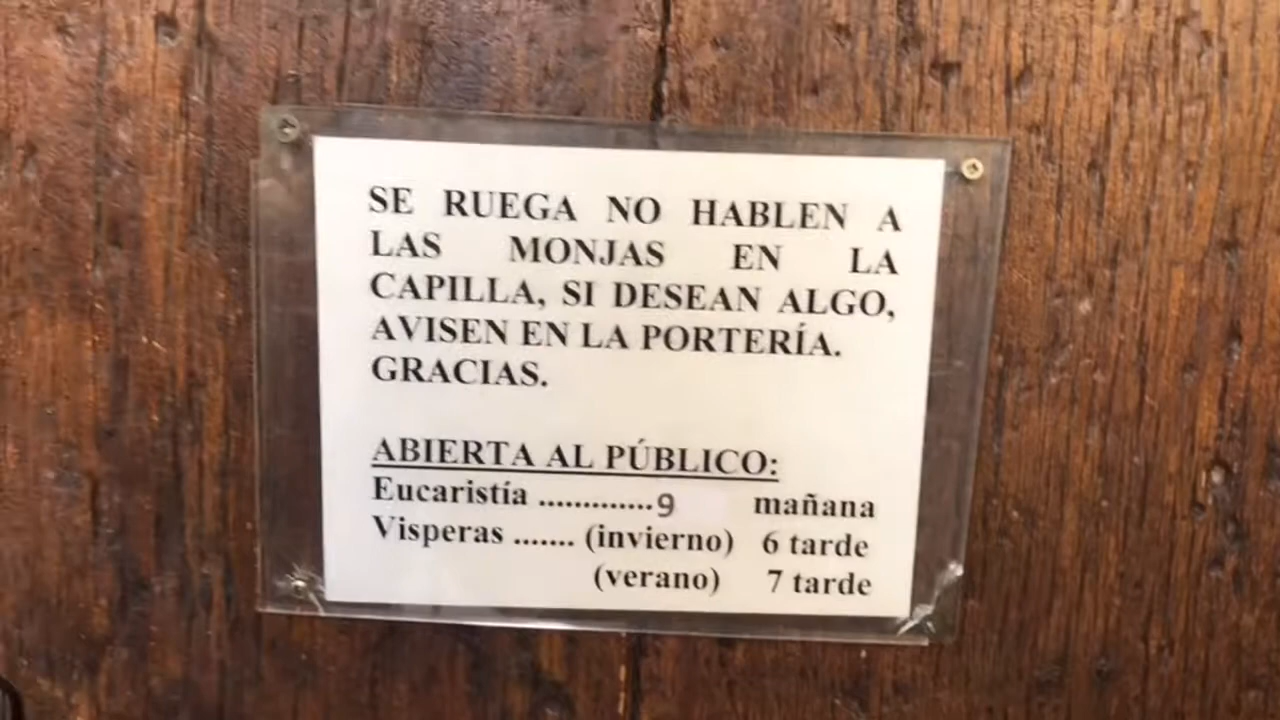 SE RUEGA NO HABLEN A
LAS MONJAS EN LA
CAPILLA, SI DESEAN ALGO,
AVISEN EN LA PORTERÍA.
GRACIAS.
ABIERTA AL PÚBLICO:
Eucaristía .............9 mañana
Visperas ....... (invierno) 6 tarde
(verano) 7 tarde